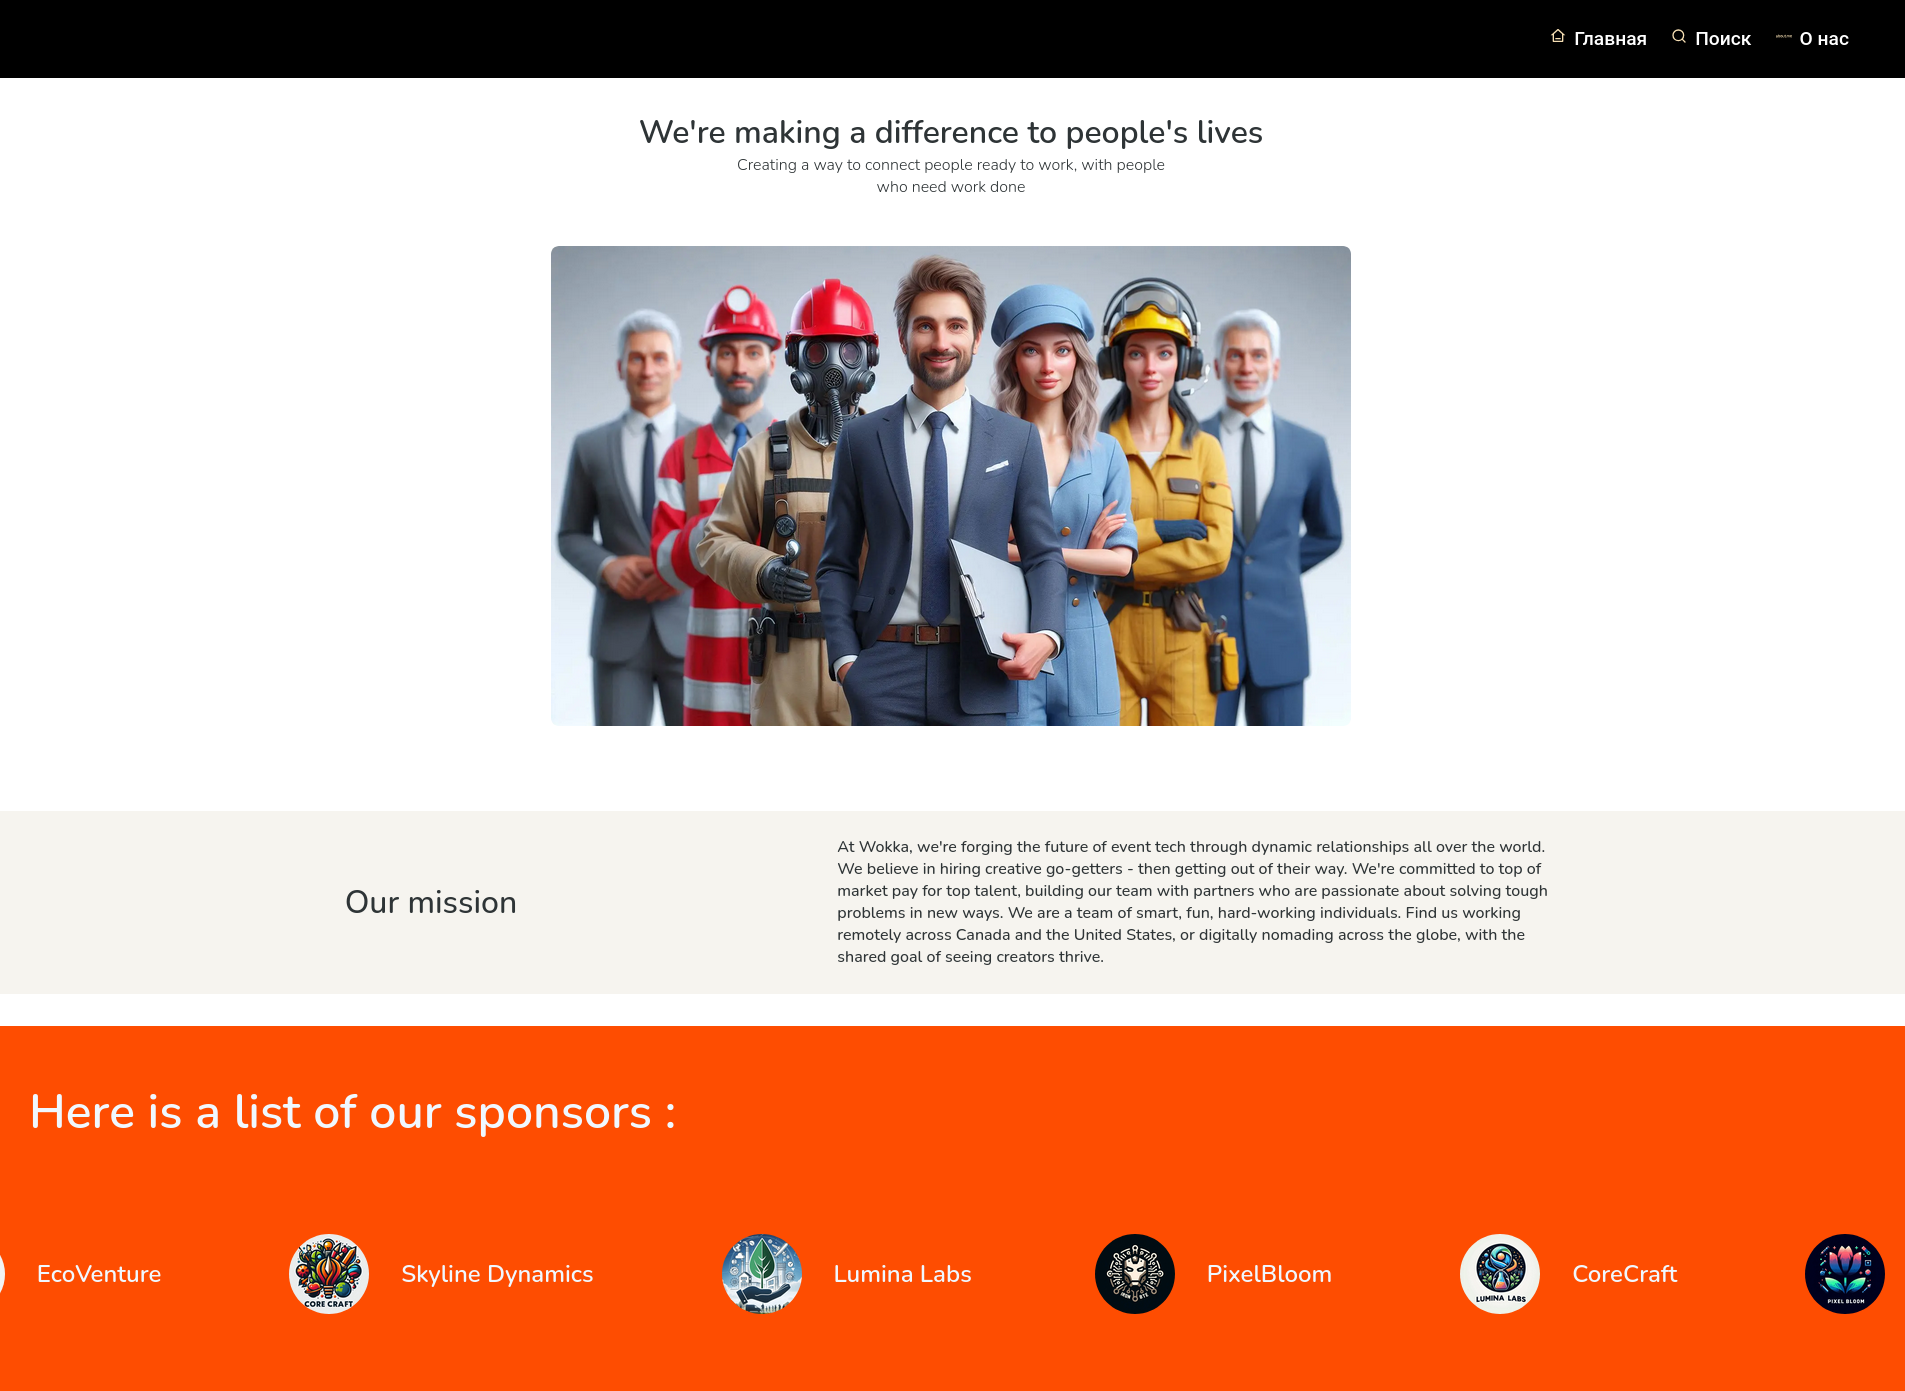 Главная
Поиск
О нас
We're making a difference to people's lives
Creating a way to connect people ready to work, with people
who need work done
Our mission
At Wokka, we're forging the future of event tech through dynamic relationships all over the world.
We believe in hiring creative go-getters - then getting out of their way. We're committed to top of
market pay for top talent, building our team with partners who are passionate about solving tough
problems in new ways. We are a team of smart, fun, hard-working individuals. Find us working
remotely across Canada and the United States, or digitally nomading across the globe, with the
shared goal of seeing creators thrive.
Here is a list of our sponsors :
EcoVenture
CORE CRAFT
Skyline Dynamics
Lumina Labs
PixelBloom
LUMINA LABS
CoreCraft
PIXEL BLOOM